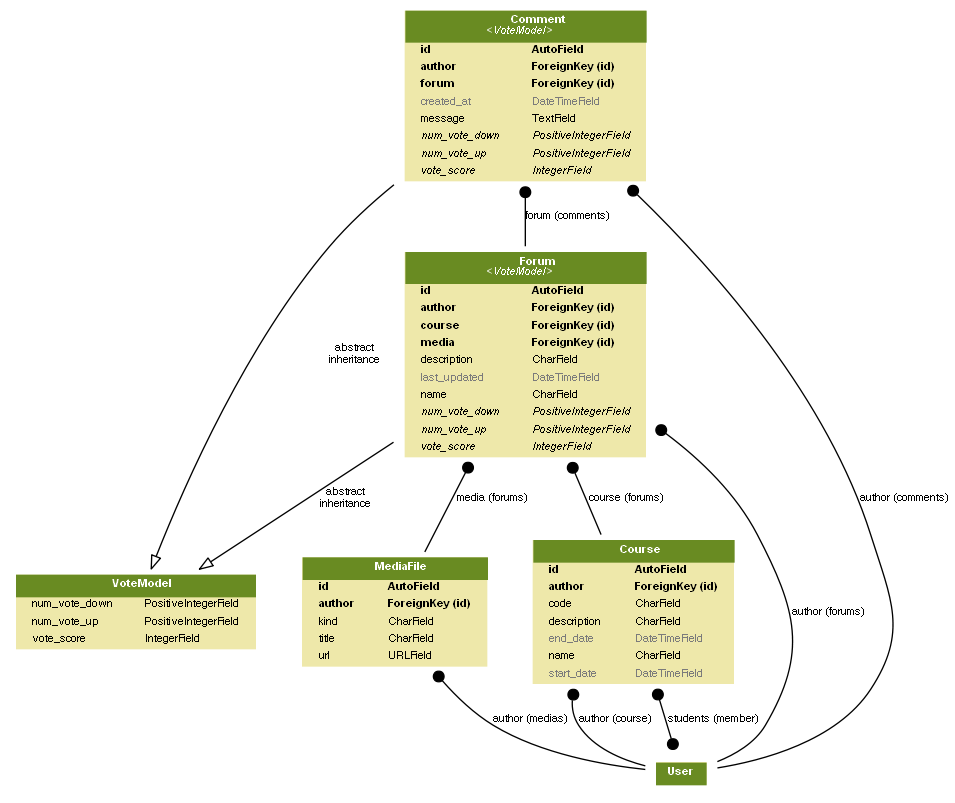 Comment
<VoteModel>
id AutoField
author ForeignKey (id)
forum ForeignKey (id)
created_at DateTimeField
message TextField
num_vote_down PositiveIntegerField
num_vote_up PositiveIntegerField
vote_score IntegerField
forum (comments)
Forum
<VoteModel>
id AutoField
author ForeignKey (id)
course ForeignKey (id)
media ForeignKey (id)
description CharField
last_updated DateTimeField
name CharField
num_vote_down PositiveIntegerField
num_vote_up PositiveIntegerField
vote_score IntegerField
abstract
inheritance
abstract
inheritance
media (forums)
course (forums)
author (comments)
VoteModel
num_vote_down PositiveIntegerField
num_vote_up PositiveIntegerField
vote_score IntegerField
MediaFile
id AutoField
author ForeignKey (id)
kind CharField
title CharField
url URLField
Course
id AutoField
author ForeignKey (id)
code CharField
description CharField
end_date DateTimeField
name CharField
start_date DateTimeField
author (forums)
author (medias)
author (course)
students (member)
User